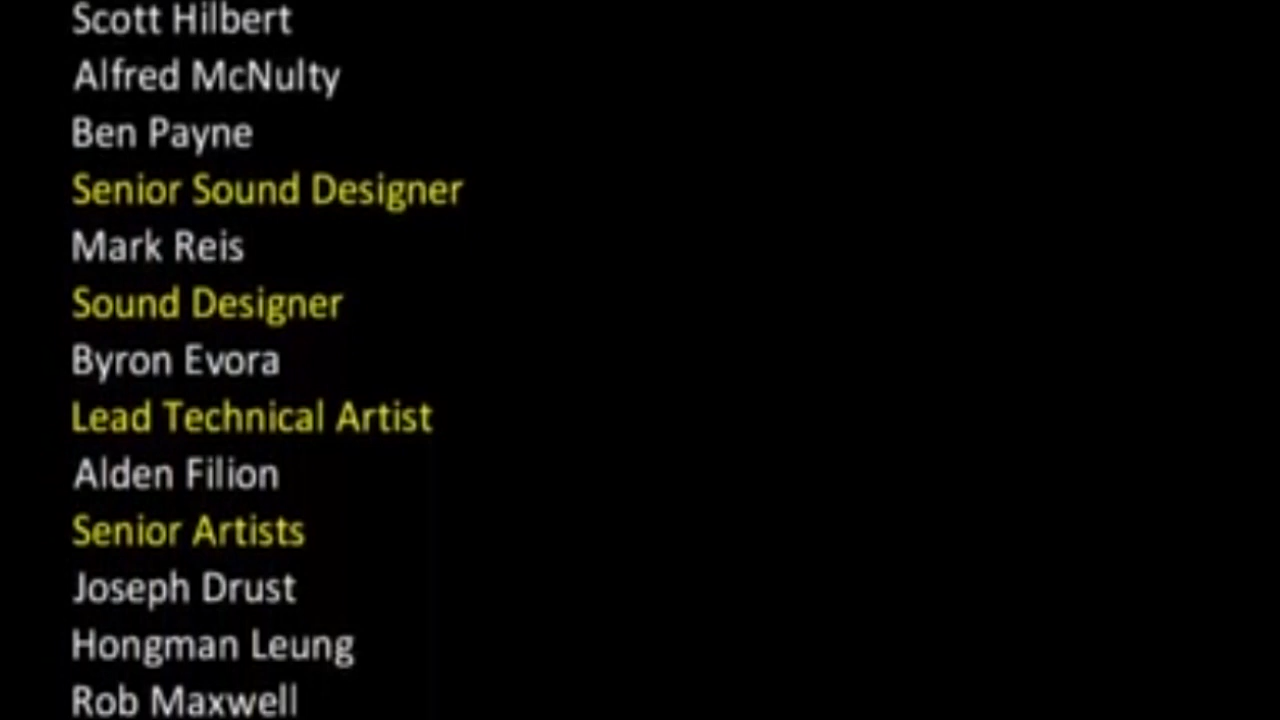 Scott Hilbert
Alfred McNulty
Ben Payne
Senior Sound Designer
Mark Reis
Sound Designer
Byron Evora
Lead Technical Artist
Alden Filion
Senior Artists
Joseph Drust
Hongman Leung
Rob Maxwell